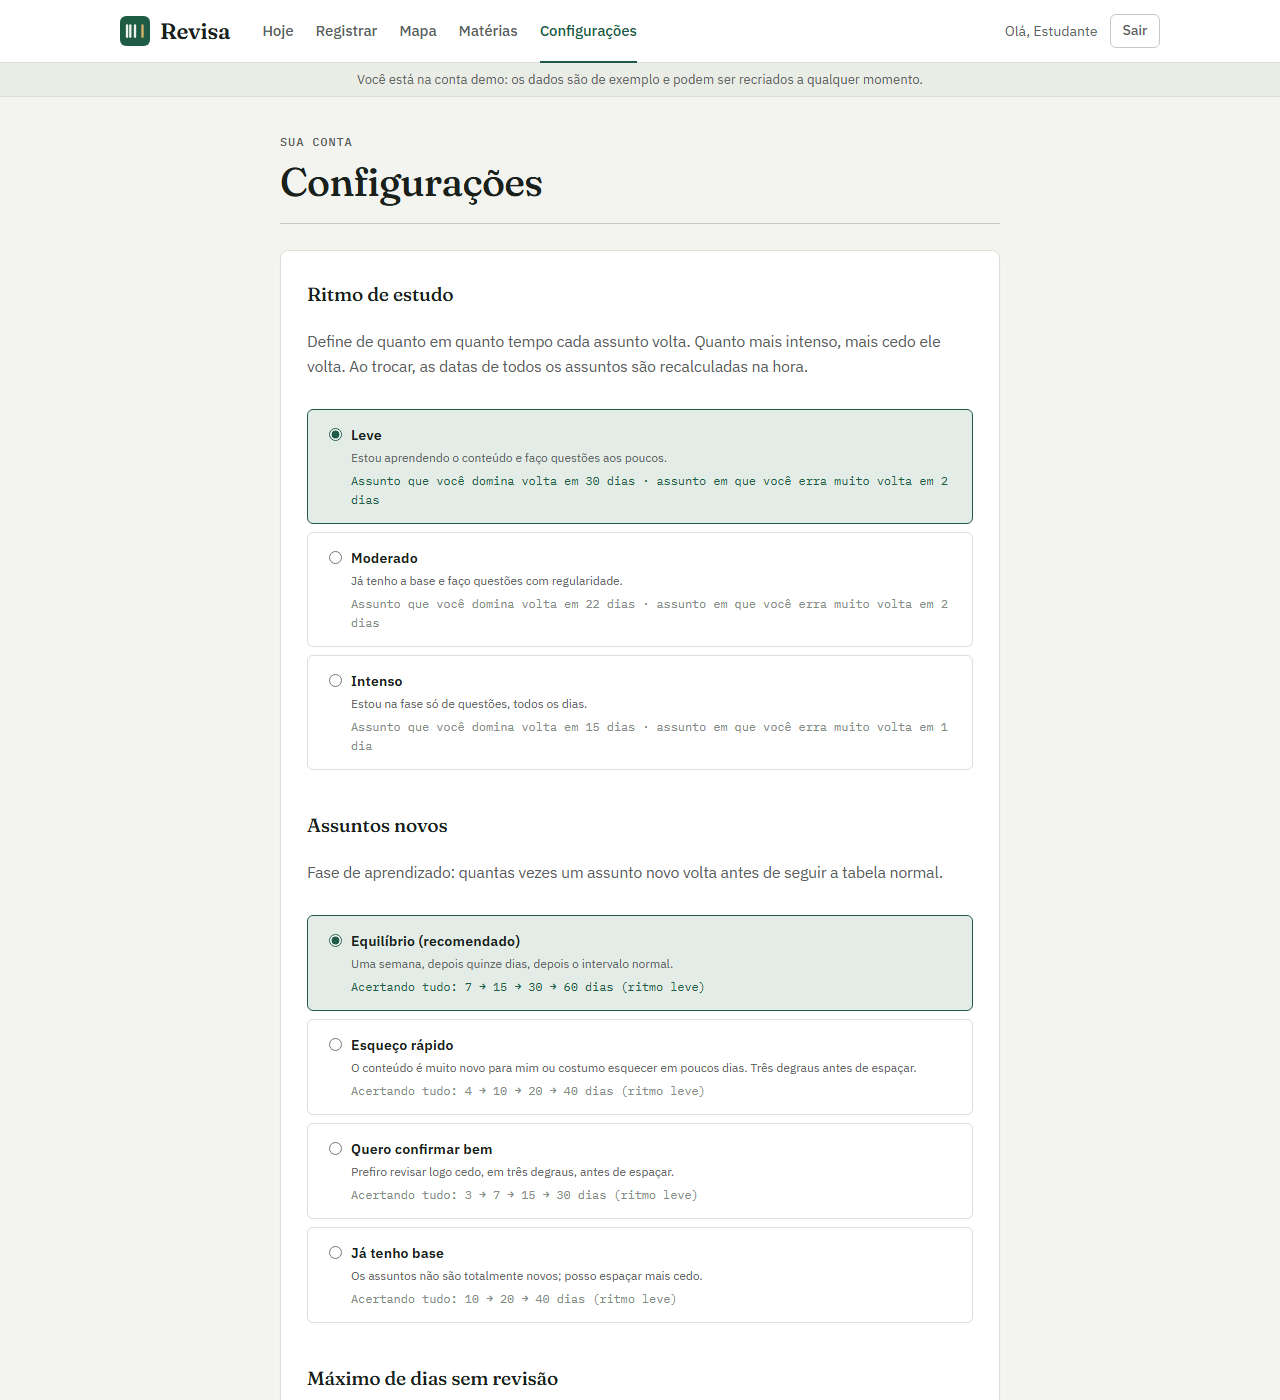 Revisa
Hoje
Registrar
Mapa
Matérias
Configurações
Olá, Estudante
Sair
Você está na conta demo: os dados são de exemplo e podem ser recriados a qualquer momento.
SUA CONTA
Configurações
Ritmo de estudo
Define de quanto em quanto tempo cada assunto volta. Quanto mais intenso, mais cedo ele
volta. Ao trocar, as datas de todos os assuntos são recalculadas na hora.
Leve
Estou aprendendo o conteúdo e faço questões aos poucos.
Assunto que você domina volta em 30 dias · assunto em que você erra muito volta em 2
dias
Moderado
Já tenho a base e faço questões com regularidade.
Assunto que você domina volta em 22 dias · assunto em que você erra muito volta em 2
dias
Intenso
Estou na fase só de questões, todos os dias.
Assunto que você domina volta em 15 dias · assunto em que você erra muito volta em 1
dia
Assuntos novos
Fase de aprendizado: quantas vezes um assunto novo volta antes de seguir a tabela normal.
Equilíbrio (recomendado)
Uma semana, depois quinze dias, depois o intervalo normal.
Acertando tudo: 7 → 15 → 30 → 60 dias (ritmo leve)
Esqueço rápido
O conteúdo é muito novo para mim ou costumo esquecer em poucos dias. Três degraus antes de espaçar.
Acertando tudo: 4 → 10 → 20 → 40 dias (ritmo leve)
Quero confirmar bem
Prefiro revisar logo cedo, em três degraus, antes de espaçar.
Acertando tudo: 3 → 7 → 15 → 30 dias (ritmo leve)
Já tenho base
Os assuntos não são totalmente novos; posso espaçar mais cedo.
Acertando tudo: 10 → 20 → 40 dias (ritmo leve)
Máximo de dias sem revisão